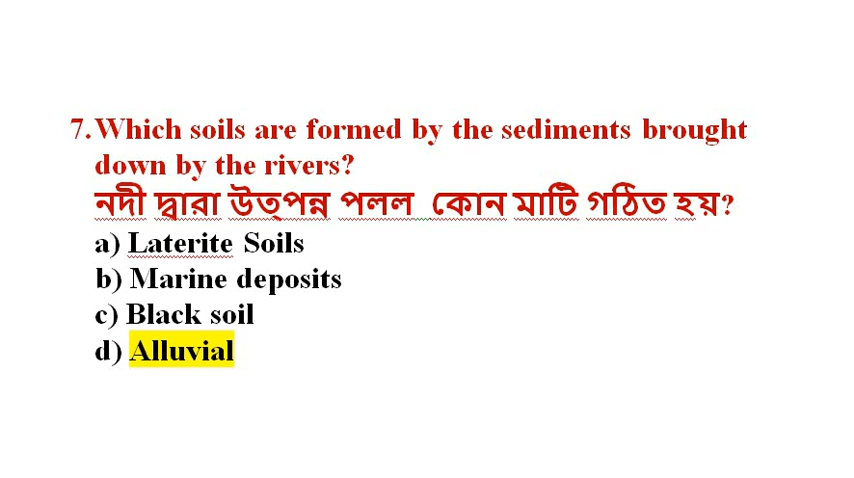 7. Which soils are formed by the sediments brought
down by the rivers?
নদী দ্বারা উত্পন্ন পলল কোন মাটি গঠিত হয়?
a) Laterite Soils
b) Marine deposits
c) Black soil
d) Alluvial